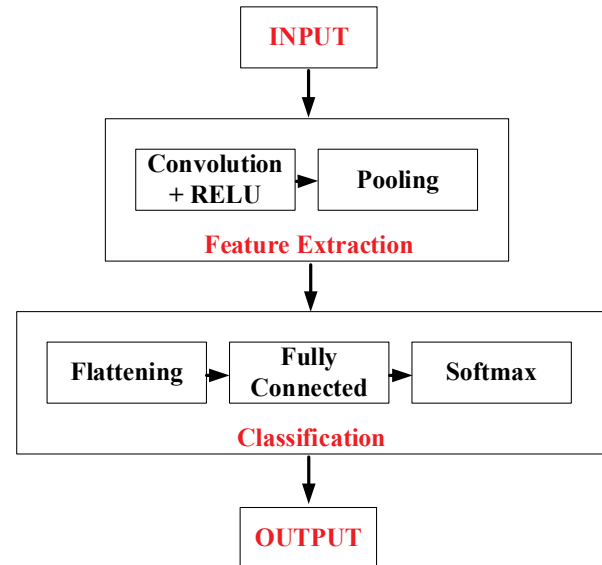 INPUT
Convolution
+ RELU
Pooling
Feature Extraction
Flattening
Fully
Connected
Softmax
Classification
OUTPUT